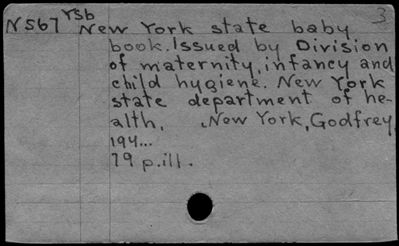 Ysb 3
N567 New York state baby
book. Issued by Division
of maternity, infancy and
child hygiene. New York
state department of he-
alth. New York, Godfrey,
194...
79 p. ill.